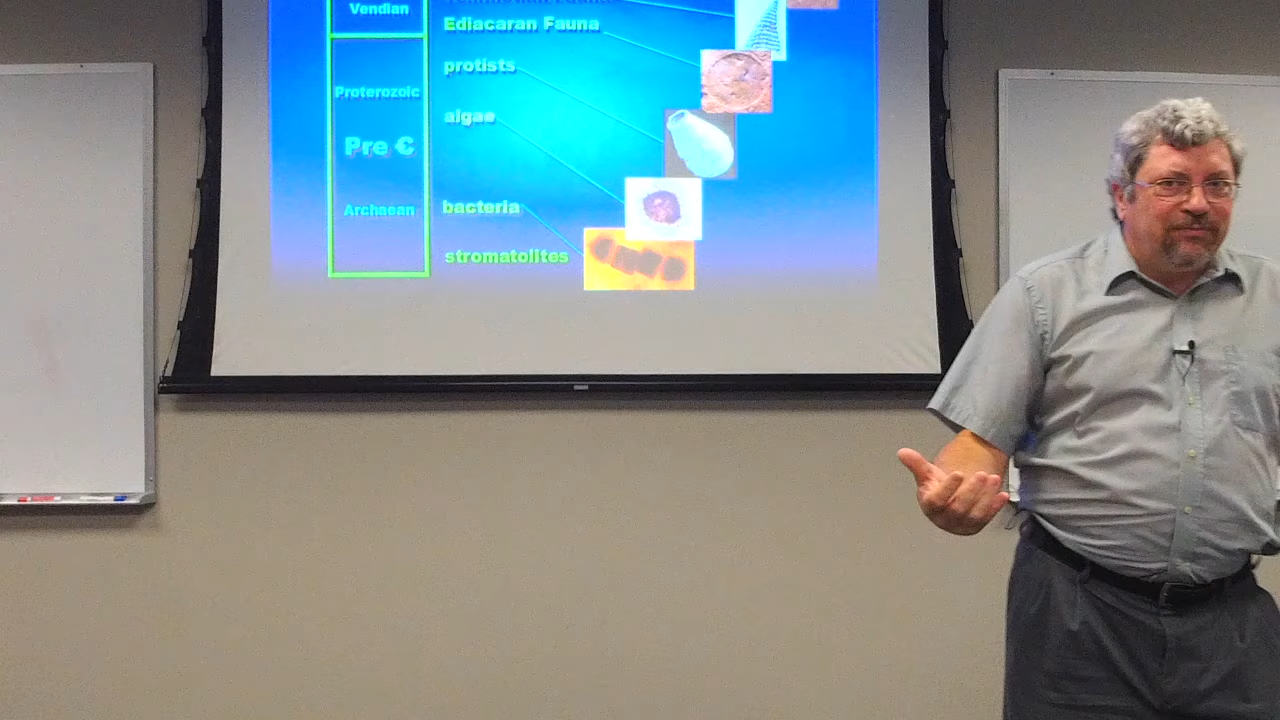 Vendian
Ediacaran Fauna
protists
Proterozoic
algae
Pre €
Archaean
bacteria
stromatolites